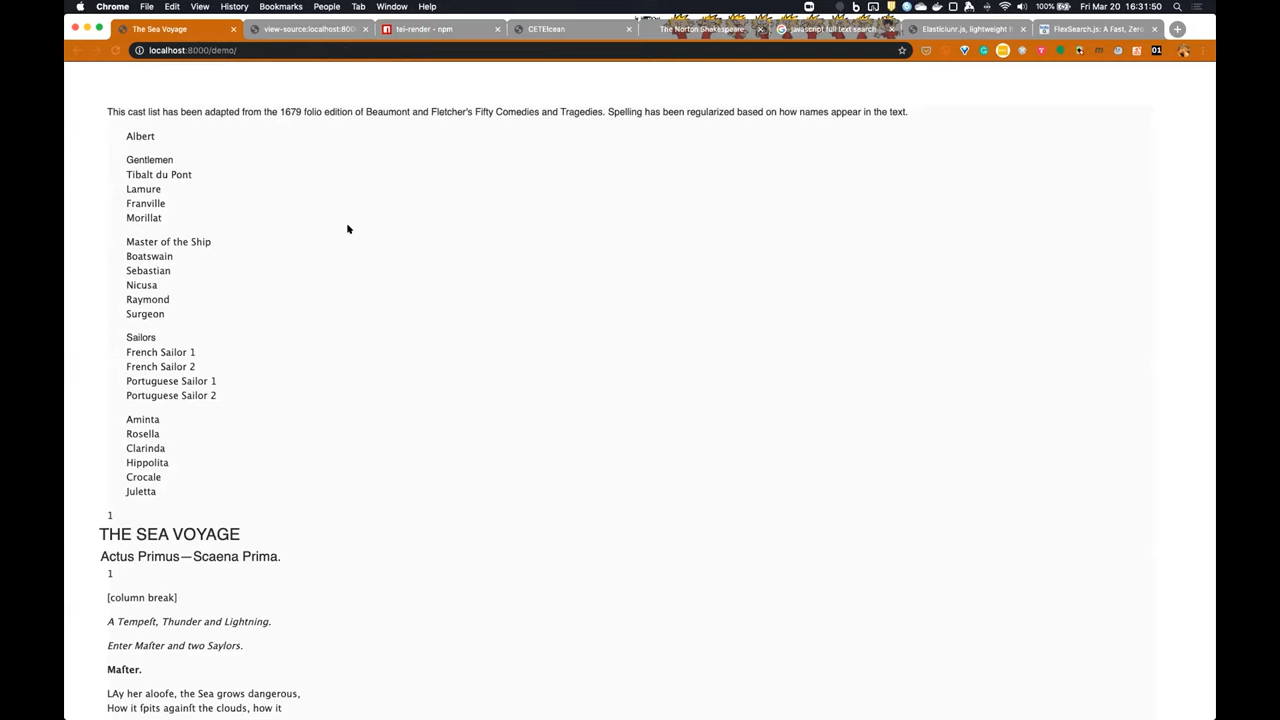 Chrome File Edit View History Bookmarks People Tab Window Help 100% Fri Mar 20 16:31:50
The Sea Voyage view-source:localhost:800 tei-render - npm CETEIcean The Norton Shakespeare javascript full text search Elasticlunr.js, lightweight f FlexSearch.js: A Fast, Zero
localhost:8000/demo/
This cast list has been adapted from the 1679 folio edition of Beaumont and Fletcher's Fifty Comedies and Tragedies. Spelling has been regularized based on how names appear in the text.
Albert
Gentlemen
Tibalt du Pont
Lamure
Franville
Morillat
Master of the Ship
Boatswain
Sebastian
Nicusa
Raymond
Surgeon
Sailors
French Sailor 1
French Sailor 2
Portuguese Sailor 1
Portuguese Sailor 2
Aminta
Rosella
Clarinda
Hippolita
Crocale
Juletta
1
THE SEA VOYAGE
Actus Primus—Scaena Prima.
1
[column break]
A Tempeſt, Thunder and Lightning.
Enter Maſter and two Saylors.
Maſter.
LAy her aloofe, the Sea grows dangerous,
How it ſpits againſt the clouds, how it